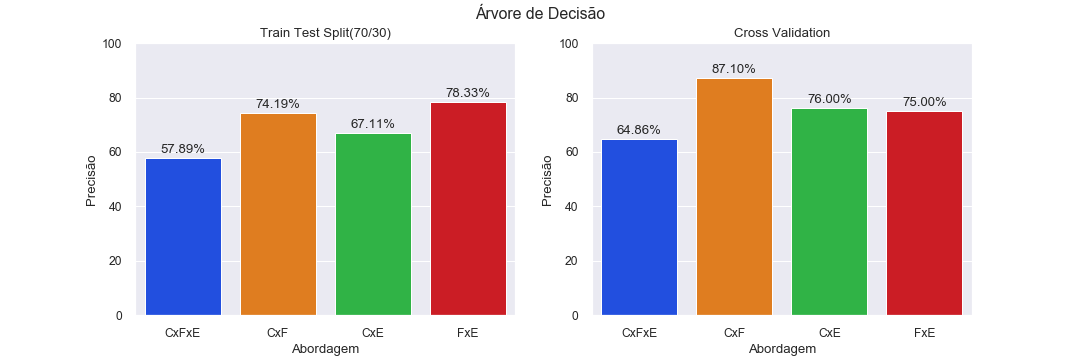 Árvore de Decisão
Train Test Split(70/30)
100
80
60
40
20
0
Precisão
57.89%
74.19%
67.11%
78.33%
CxFxE
CxF
CxE
FxE
Abordagem
Cross Validation
100
80
60
40
20
0
Precisão
64.86%
87.10%
76.00%
75.00%
CxFxE
CxF
CxE
FxE
Abordagem